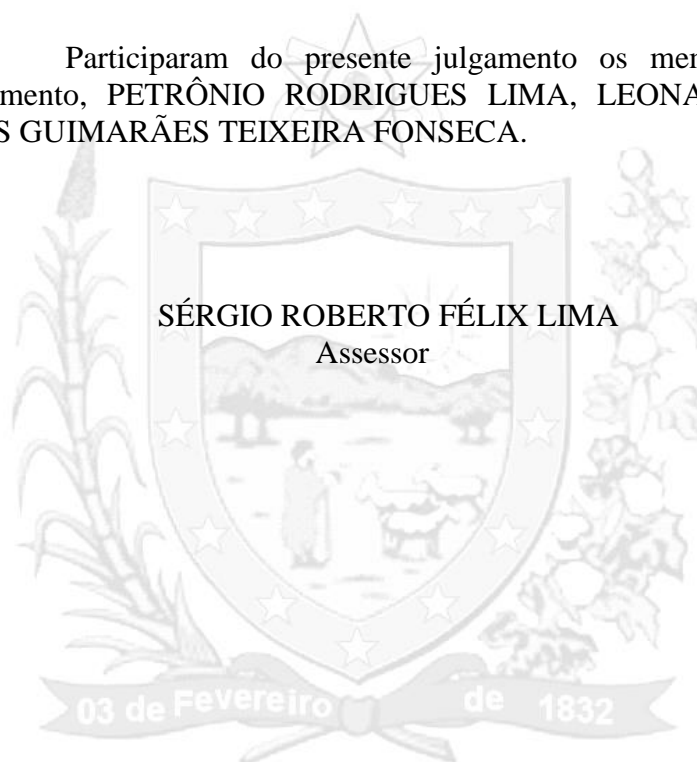 Participaram do presente julgamento os mer
mento, PETRÔNIO RODRIGUES LIMA, LEONA
S GUIMARÃES TEIXEIRA FONSECA.
SÉRGIO ROBERTO FÉLIX LIMA
Assessor
03 de Fevereiro de 1832